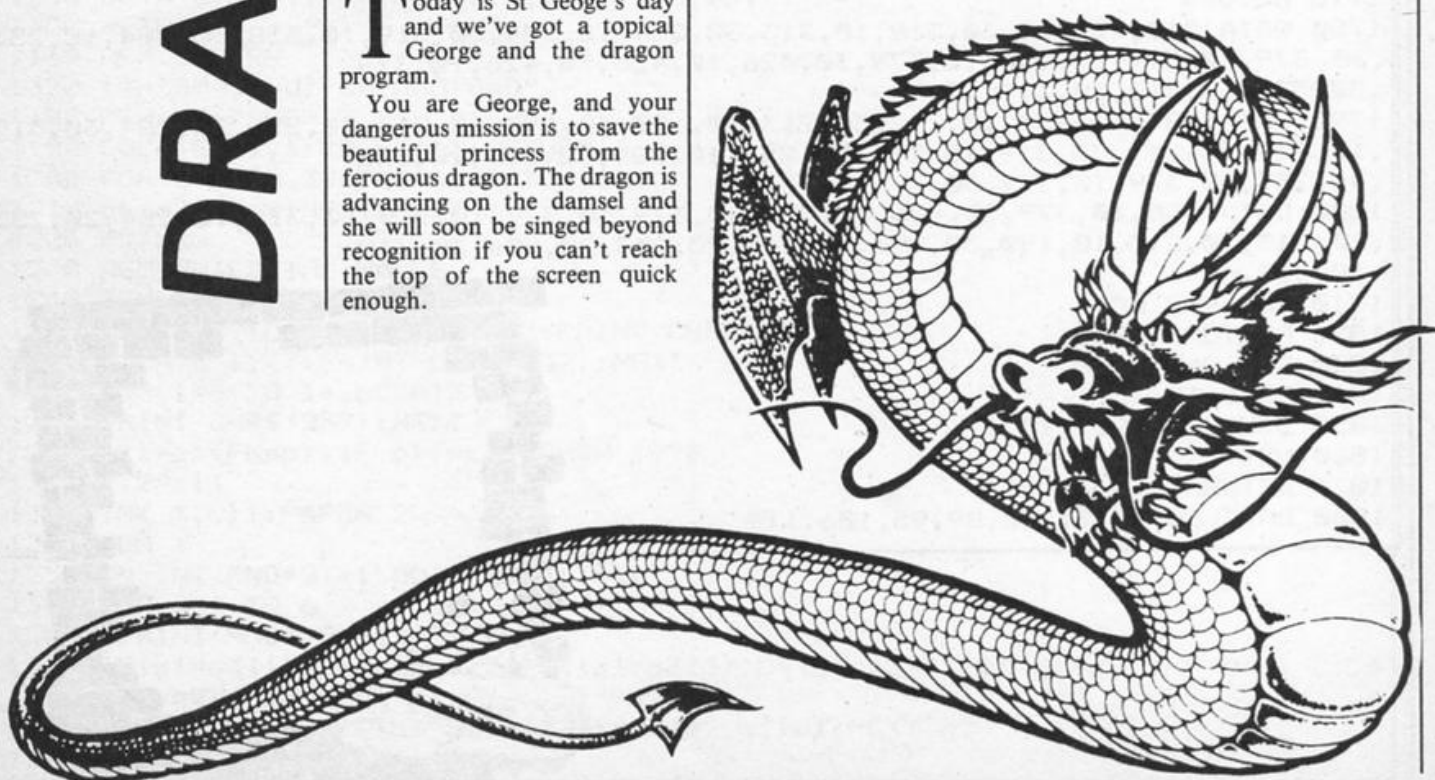 DRA
Today is St Geoge's day
and we've got a topical
George and the dragon
program.
You are George, and your
dangerous mission is to save the
beautiful princess from the
ferocious dragon. The dragon is
advancing on the damsel and
she will soon be singed beyond
recognition if you can't reach
the top of the screen quick
enough.